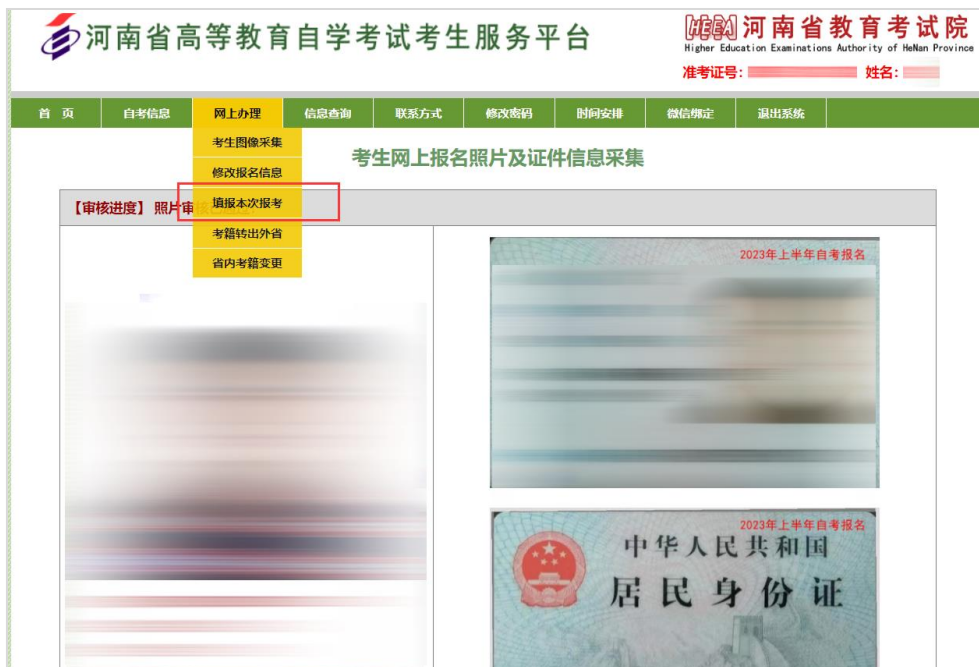 河南省高等教育自学考试考生服务平台
HEEA 河南省教育考试院
Higher Education Examinations Authority of HeNan Province
准考证号： 姓名：
首 页 自考信息 网上办理 信息查询 联系方式 修改密码 时间安排 微信绑定 退出系统
考生图像采集
修改报名信息
填报本次报考
考籍转出外省
省内考籍变更
考生网上报名照片及证件信息采集
【审核进度】 照片审
2023年上半年自考报名
2023年上半年自考报名
中华人民共和国
居民身份证